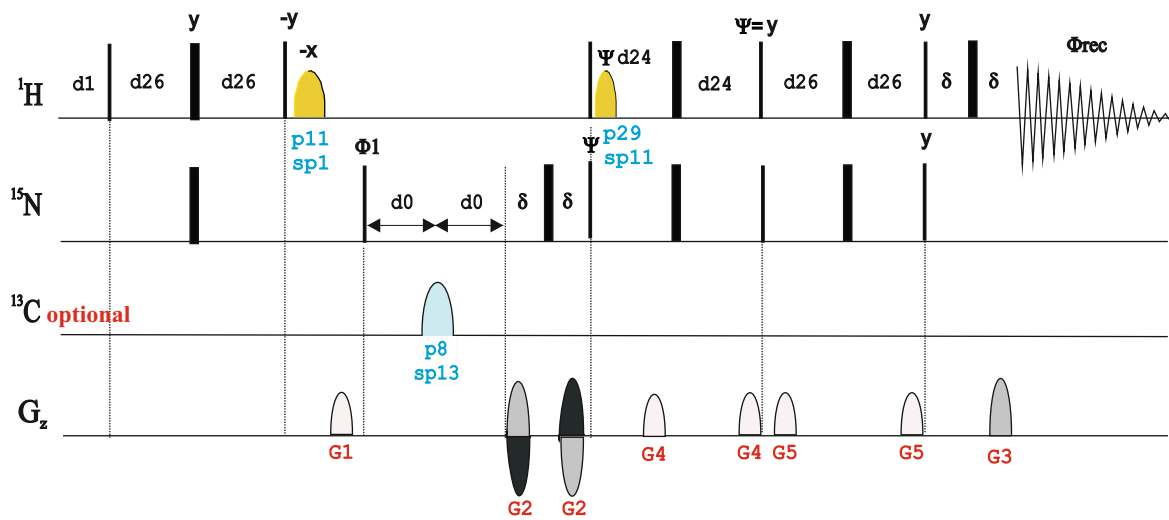 y -y Ψ= y y
-x Ψ d24 Φrec
¹H d1 d26 d26 d24 d26 d26 δ δ
p11 p29
sp1 Φ1 Ψ sp11 y
¹⁵N d0 d0 δ δ
¹³C optional
p8
sp13
G_z
G1 G4 G4 G5 G5 G3
G2 G2